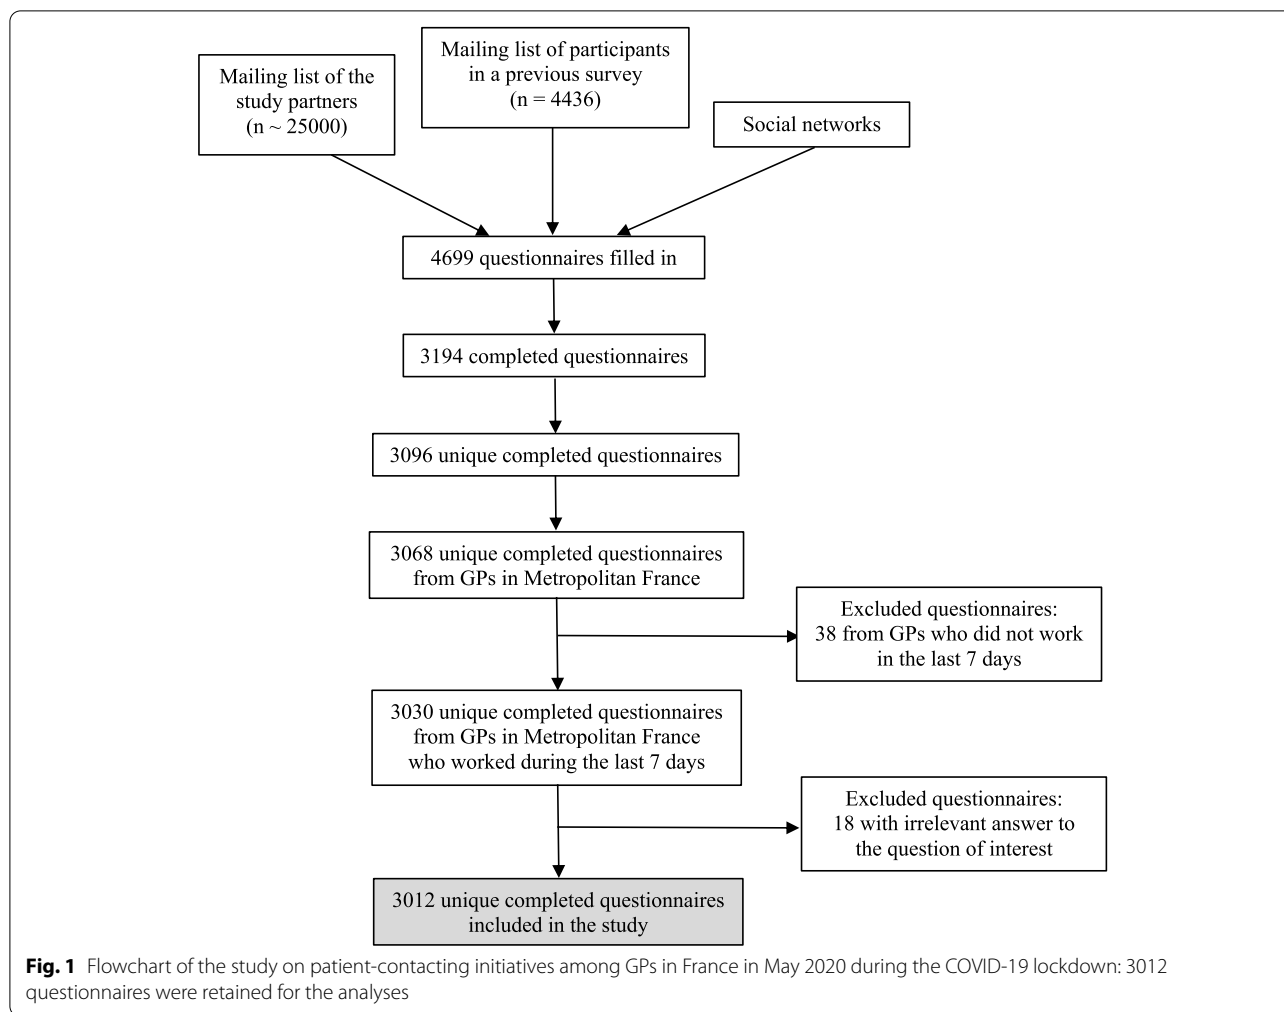 Mailing list of the
study partners
(n ~ 25000)
Mailing list of participants
in a previous survey
(n = 4436)
Social networks
4699 questionnaires filled in
3194 completed questionnaires
3096 unique completed questionnaires
3068 unique completed questionnaires
from GPs in Metropolitan France
Excluded questionnaires:
38 from GPs who did not work
in the last 7 days
3030 unique completed questionnaires
from GPs in Metropolitan France
who worked during the last 7 days
Excluded questionnaires:
18 with irrelevant answer to
the question of interest
3012 unique completed questionnaires
included in the study
Fig. 1 Flowchart of the study on patient-contacting initiatives among GPs in France in May 2020 during the COVID-19 lockdown: 3012
questionnaires were retained for the analyses